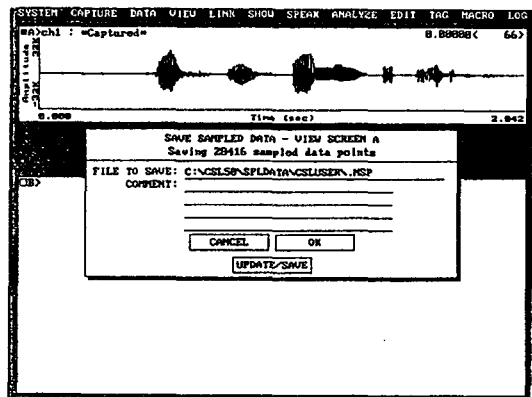 SYSTEM CAPTURE DATA VIEW LINK SHOW SPEAK ANALYZE EDIT TAG MACRO LOG
A>ch1 : =Captured= 0.00000< 66>
Amplitude
32K
-32K
0.000 Time (sec) 2.842
SAVE SAMPLED DATA - VIEW SCREEN A
Saving 28416 sampled data points
FILE TO SAVE: C:\CSL50\SPLDATA\CSLUSER\.NSP
COMMENT:
B>
CANCEL OK
UPDATE/SAVE